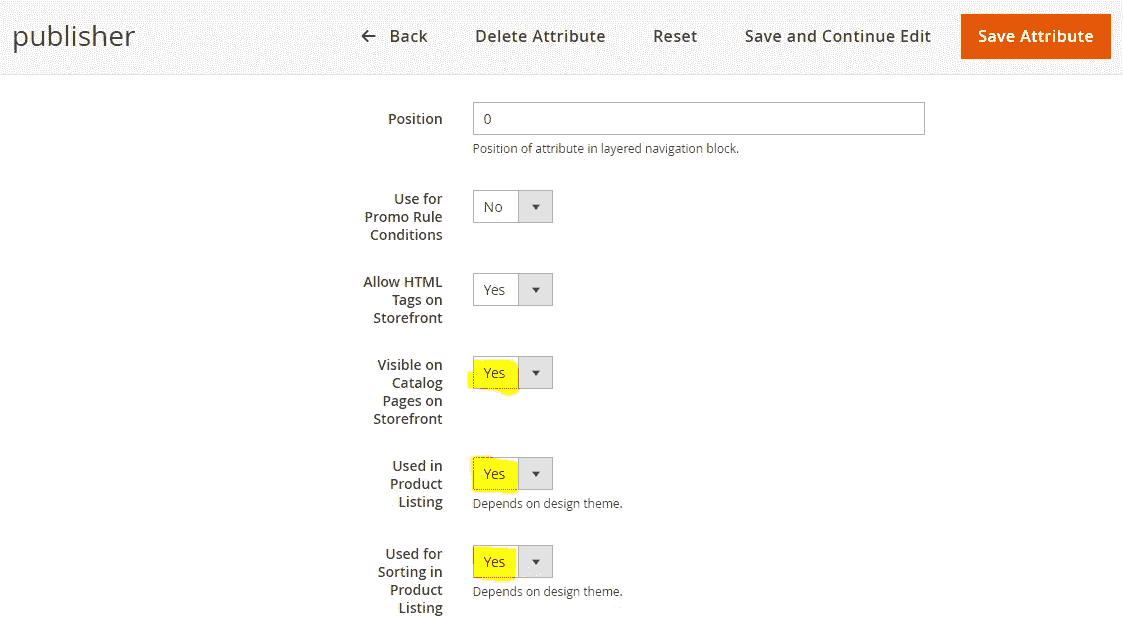 publisher
Back
Delete Attribute
Reset
Save and Continue Edit
Save Attribute
Position
0
Position of attribute in layered navigation block.
Use for
Promo Rule
Conditions
No
Allow HTML
Tags on
Storefront
Yes
Visible on
Catalog
Pages on
Storefront
Yes
Used in
Product
Listing
Yes
Depends on design theme.
Used for
Sorting in
Product
Listing
Yes
Depends on design theme.